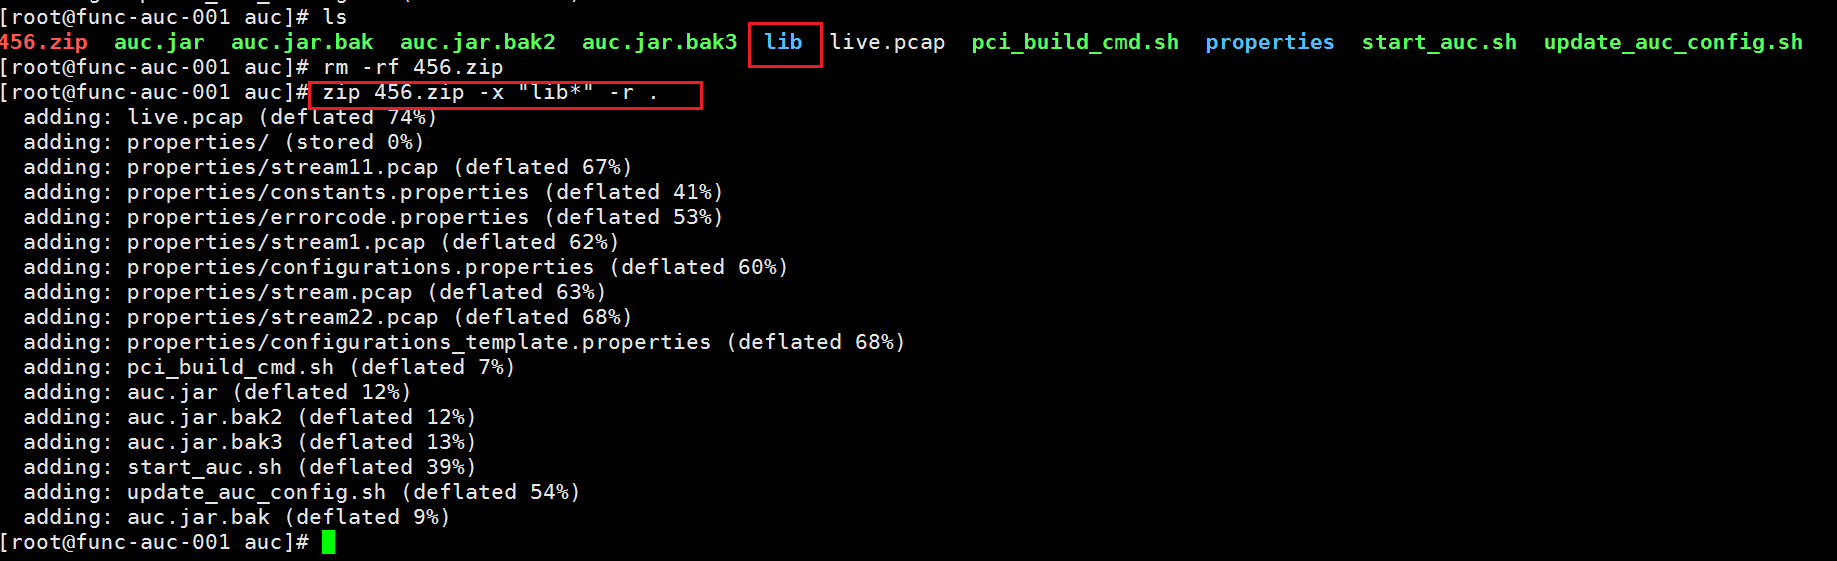 [root@func-auc-001 auc]# ls
456.zip auc.jar auc.jar.bak auc.jar.bak2 auc.jar.bak3 lib live.pcap pci_build_cmd.sh properties start_auc.sh update_auc_config.sh
[root@func-auc-001 auc]# rm -rf 456.zip
[root@func-auc-001 auc]# zip 456.zip -x "lib*" -r .
  adding: live.pcap (deflated 74%)
  adding: properties/ (stored 0%)
  adding: properties/stream11.pcap (deflated 67%)
  adding: properties/constants.properties (deflated 41%)
  adding: properties/errorcode.properties (deflated 53%)
  adding: properties/stream1.pcap (deflated 62%)
  adding: properties/configurations.properties (deflated 60%)
  adding: properties/stream.pcap (deflated 63%)
  adding: properties/stream22.pcap (deflated 68%)
  adding: properties/configurations_template.properties (deflated 68%)
  adding: pci_build_cmd.sh (deflated 7%)
  adding: auc.jar (deflated 12%)
  adding: auc.jar.bak2 (deflated 12%)
  adding: auc.jar.bak3 (deflated 13%)
  adding: start_auc.sh (deflated 39%)
  adding: update_auc_config.sh (deflated 54%)
  adding: auc.jar.bak (deflated 9%)
[root@func-auc-001 auc]#